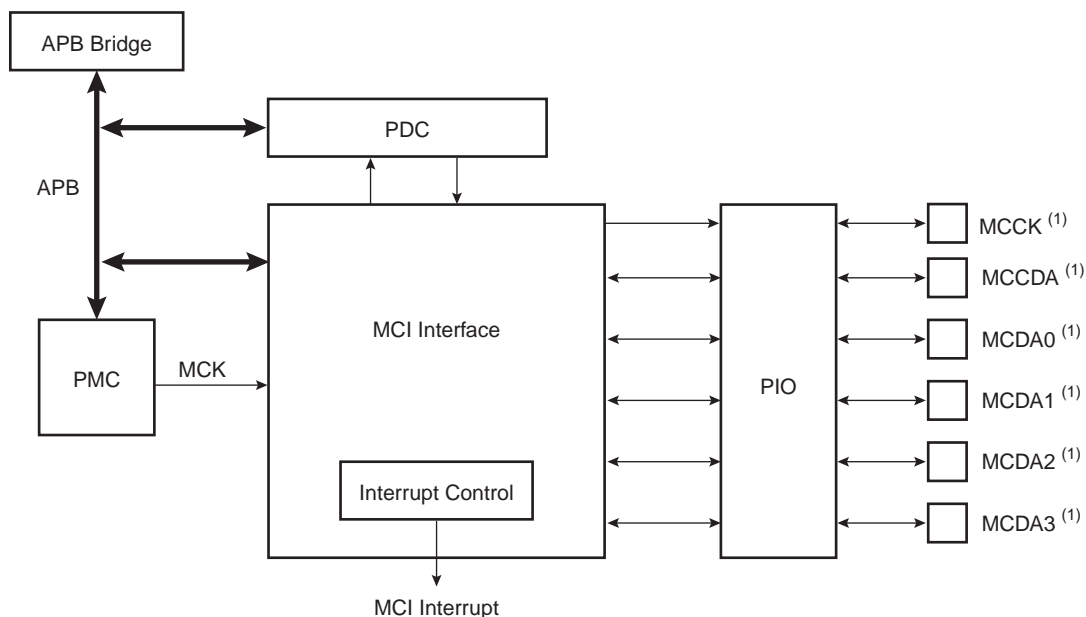 APB Bridge
PDC
APB
MCCK (1)
MCCDA (1)
MCI Interface
MCDA0 (1)
PMC
MCK
PIO
MCDA1 (1)
MCDA2 (1)
Interrupt Control
MCDA3 (1)
MCI Interrupt